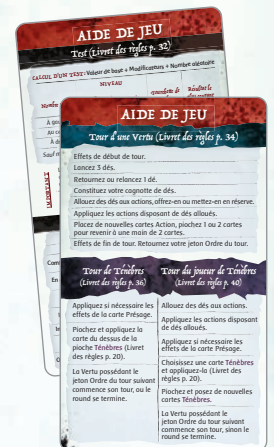 AIDE DE JEU
Test (Livret des règles p. 32)
CALCUL D'UN TEST : Valeur de base + Modificateurs + Nombre aléatoire
NIVEAU
IMPORTANT
AIDE DE JEU
Tour d'une Vertu (Livret des règles p. 34)
Effets de début de tour.
Lancez 3 dés.
Retournez ou relancez 1 dé.
Constituez votre cagnotte de dés.
Allouez des dés aux actions, offrez-en ou mettez-en en réserve.
Appliquez les actions disposant de dés alloués.
Placez de nouvelles cartes Action, piochez 1 ou 2 cartes
pour revenir à une main de 2 cartes.
Effets de fin de tour. Retournez votre jeton Ordre du tour.
Tour de Ténèbres
(Livret des règles p. 36)
Appliquez si nécessaire les
effets de la carte Présage.
Piochez et appliquez la
carte du dessus de la
pioche Ténèbres (Livret
des règles p. 20).
La Vertu possédant le
jeton Ordre du tour suivant
commence son tour, ou le
round se termine.
Tour du joueur de Ténèbres
(Livret des règles p. 40)
Allouez des dés aux actions.
Appliquez les actions disposant
de dés alloués.
Appliquez si nécessaire les
effets de la carte Présage.
Choisissez une carte Ténèbres
et appliquez-la (Livret des
règles p. 20).
Piochez et posez de nouvelles
cartes Ténèbres.
La Vertu possédant le
jeton Ordre du tour suivant
commence son tour, sinon le
round se termine.